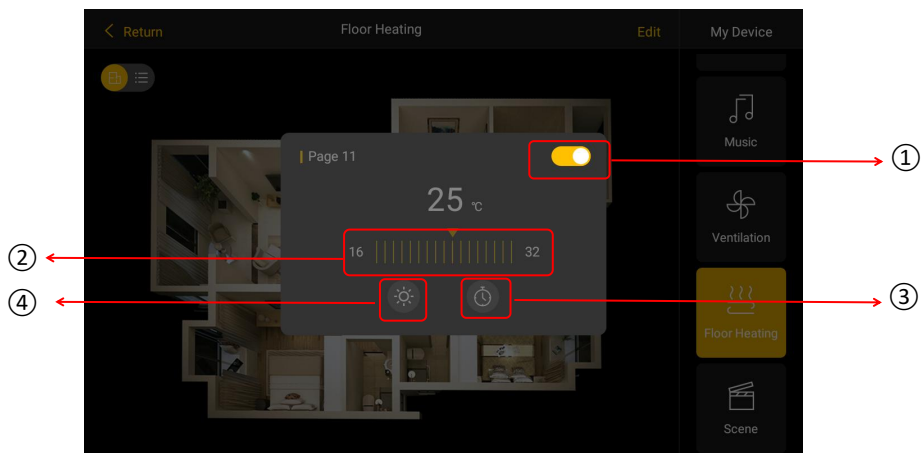 Return
Floor Heating
Edit
My Device
Music
Page 11
①
25 ℃
Ventilation
②
16
32
④
③
Floor Heating
Scene